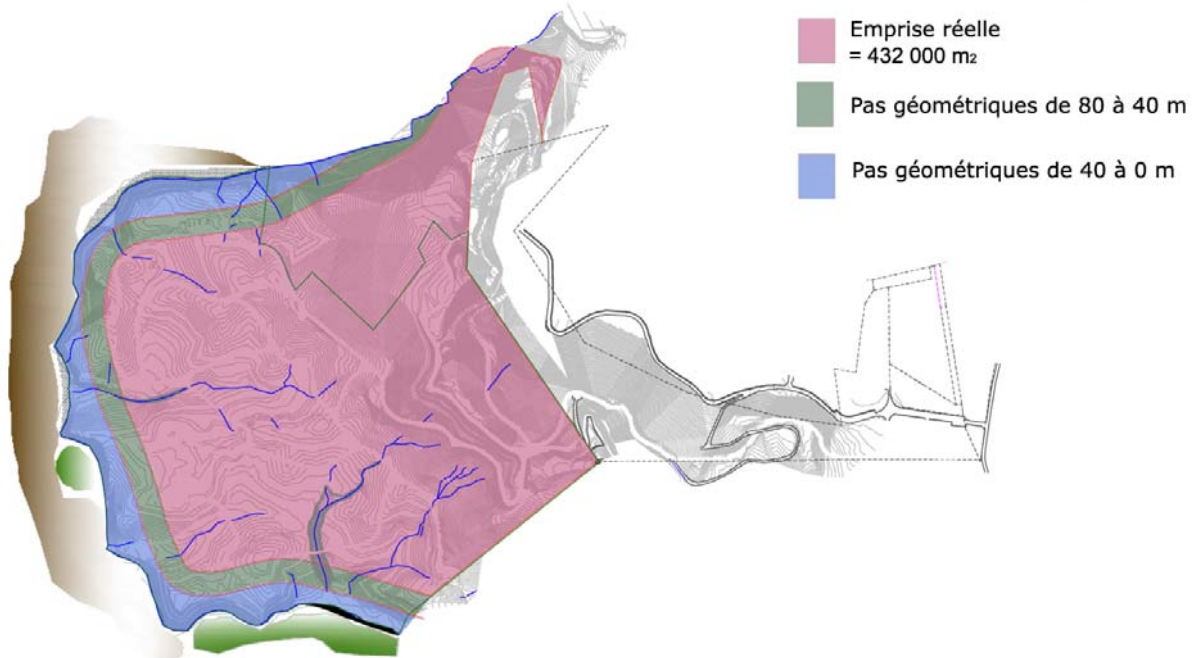 Emprise réelle
= 432 000 m2
Pas géométriques de 80 à 40 m
Pas géométriques de 40 à 0 m